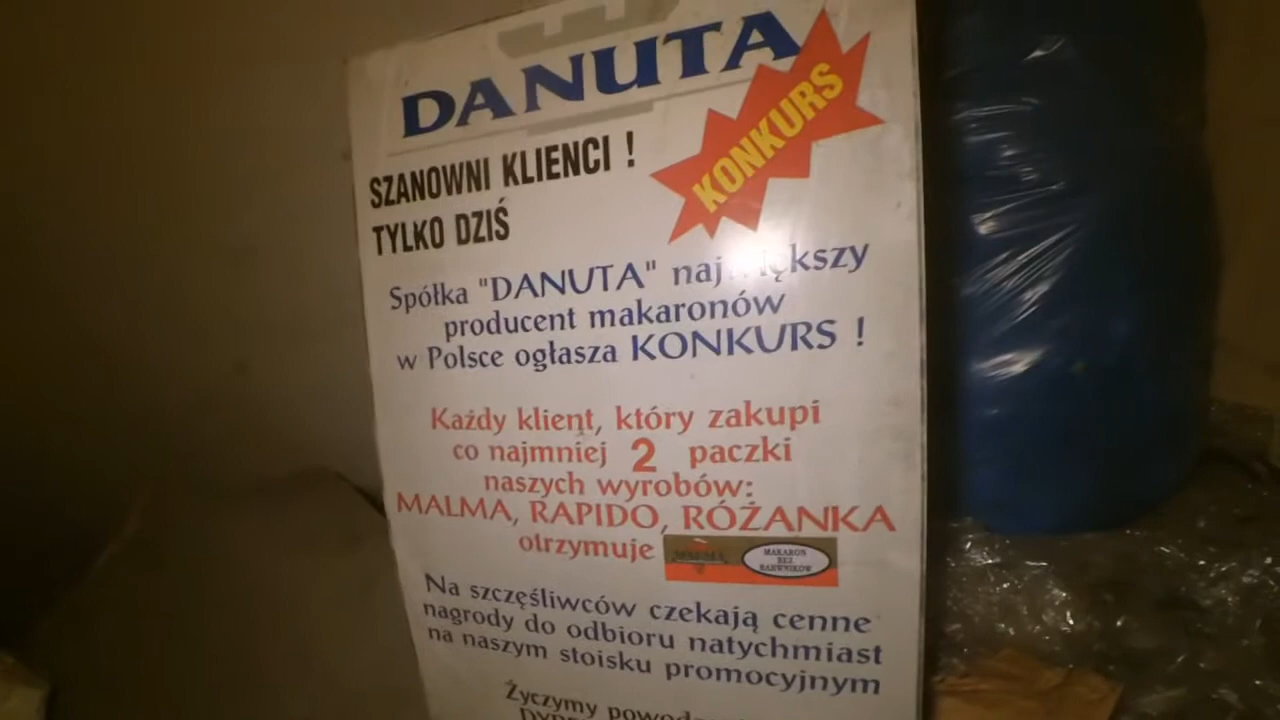 DANUTA
KONKURS
SZANOWNI KLIENCI !
TYLKO DZIŚ
Spółka "DANUTA" największy
producent makaronów
w Polsce ogłasza KONKURS !
Każdy klient, który zakupi
co najmniej 2 paczki
naszych wyrobów:
MALMA, RAPIDO, RÓŻANKA
otrzymuje
MALMA
MAKARON
BEZ
BARWNIKÓW
Na szczęśliwców czekają cenne
nagrody do odbioru natychmiast
na naszym stoisku promocyjnym
Życzymy